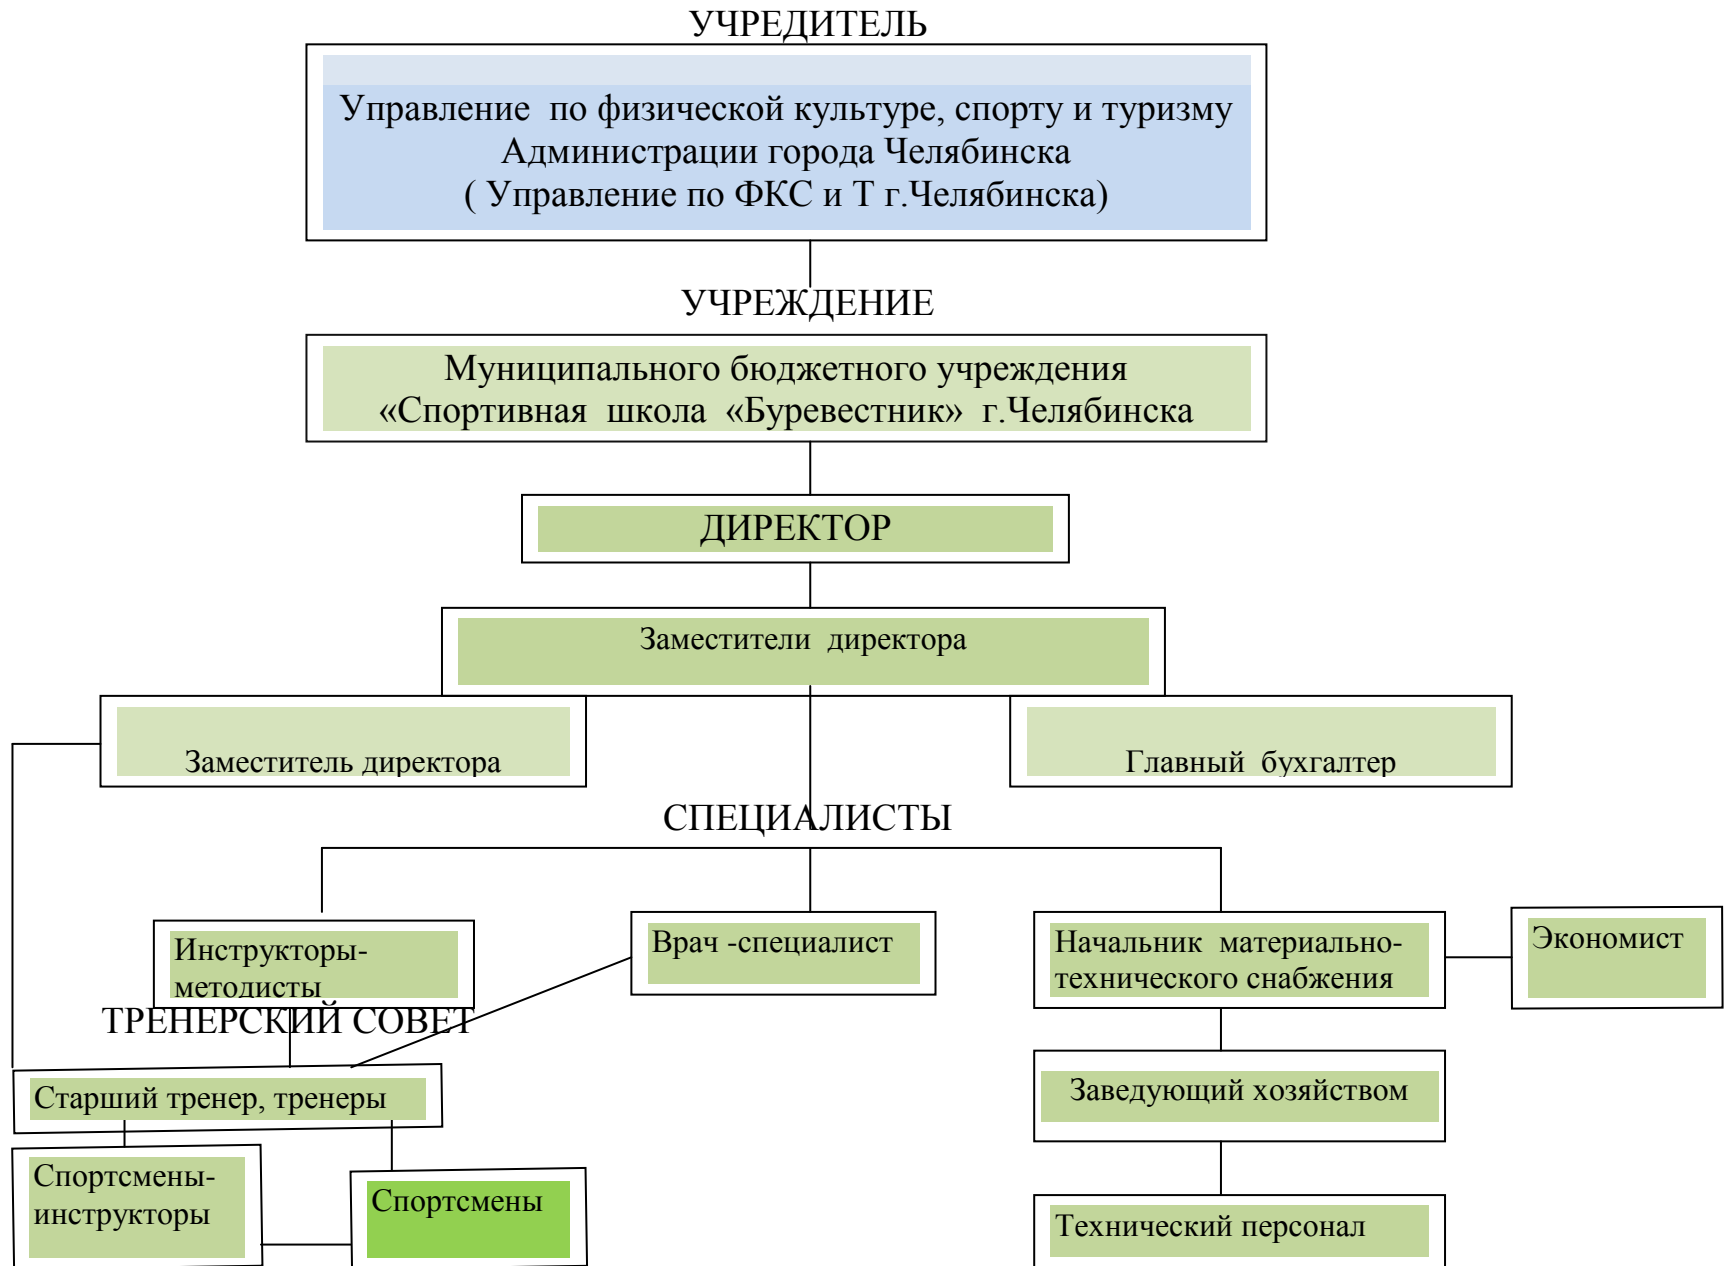 УЧРЕДИТЕЛЬ
Управление по физической культуре, спорту и туризму
Администрации города Челябинска
( Управление по ФКС и Т г.Челябинска)
УЧРЕЖДЕНИЕ
Муниципального бюджетного учреждения
«Спортивная школа «Буревестник» г.Челябинска
ДИРЕКТОР
Заместители директора
Заместитель директора
Главный бухгалтер
СПЕЦИАЛИСТЫ
Инструкторы-
методисты
Врач -специалист
Начальник материально-
технического снабжения
Экономист
ТРЕНЕРСКИЙ СОВЕТ
Старший тренер, тренеры
Заведующий хозяйством
Спортсмены-
инструкторы
Спортсмены
Технический персонал